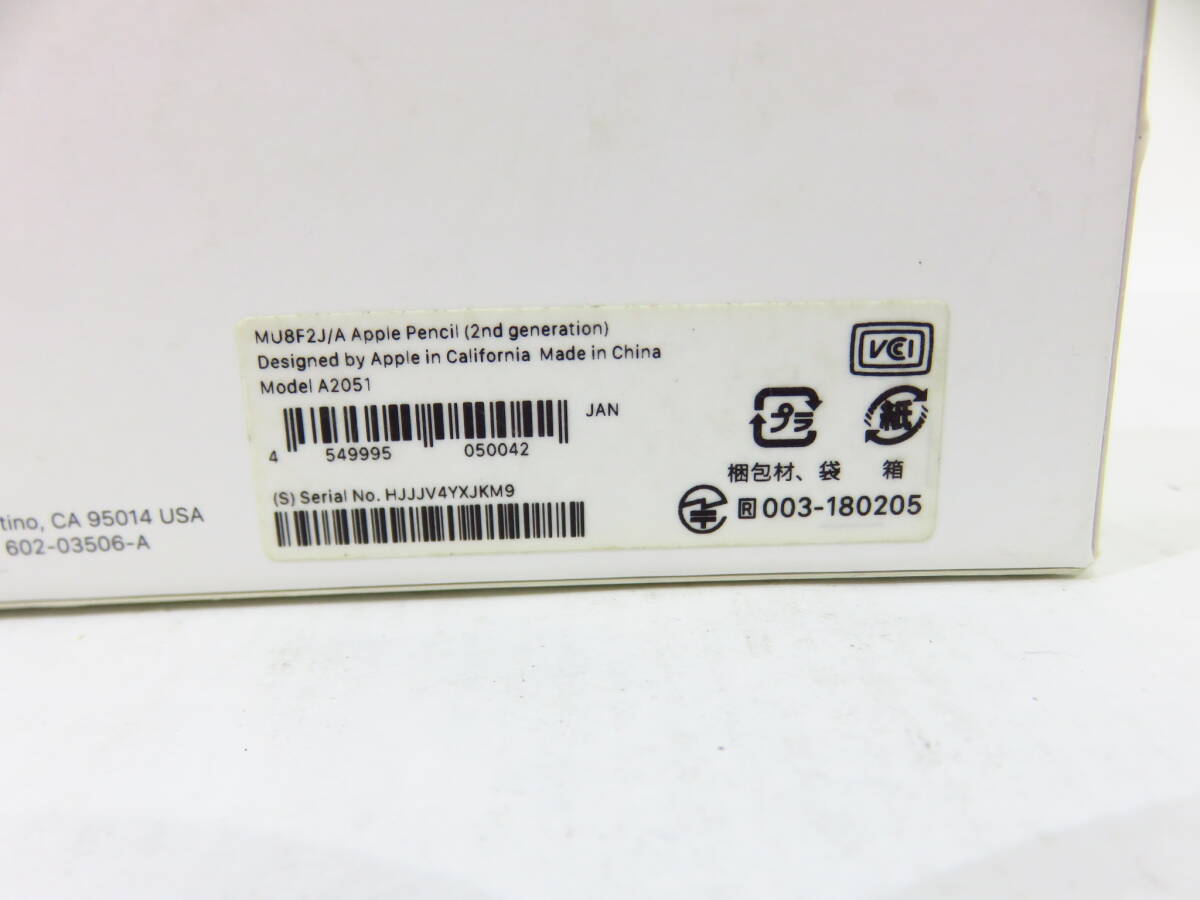 MU8F2J/A Apple Pencil (2nd generation)
Designed by Apple in California Made in China
Model A2051
JAN
4 549995 050042
(S) Serial No. HJJJV4YXJKM9
VCCI
プラ
紙
梱包材、袋 箱
R 003-180205
tino, CA 95014 USA
602-03506-A